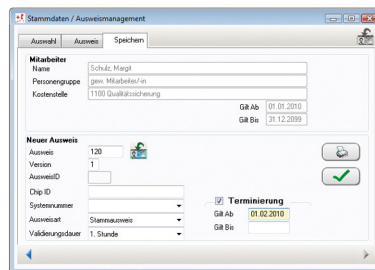 Stammdaten / Ausweismanagement
Auswahl Ausweis Speichern
Mitarbeiter
Name Schulz, Margit
Personengruppe gew. Mitarbeiter/-in
Kostenstelle 1100 Qualitätssicherung
Gilt Ab 01.01.2010
Gilt Bis 31.12.2099
Neuer Ausweis
Ausweis 120
Version 1
AusweisID
Chip ID
Systemnummer
Ausweisart Stammausweis
Validierungsdauer 1. Stunde
Terminierung
Gilt Ab 01.02.2010
Gilt Bis